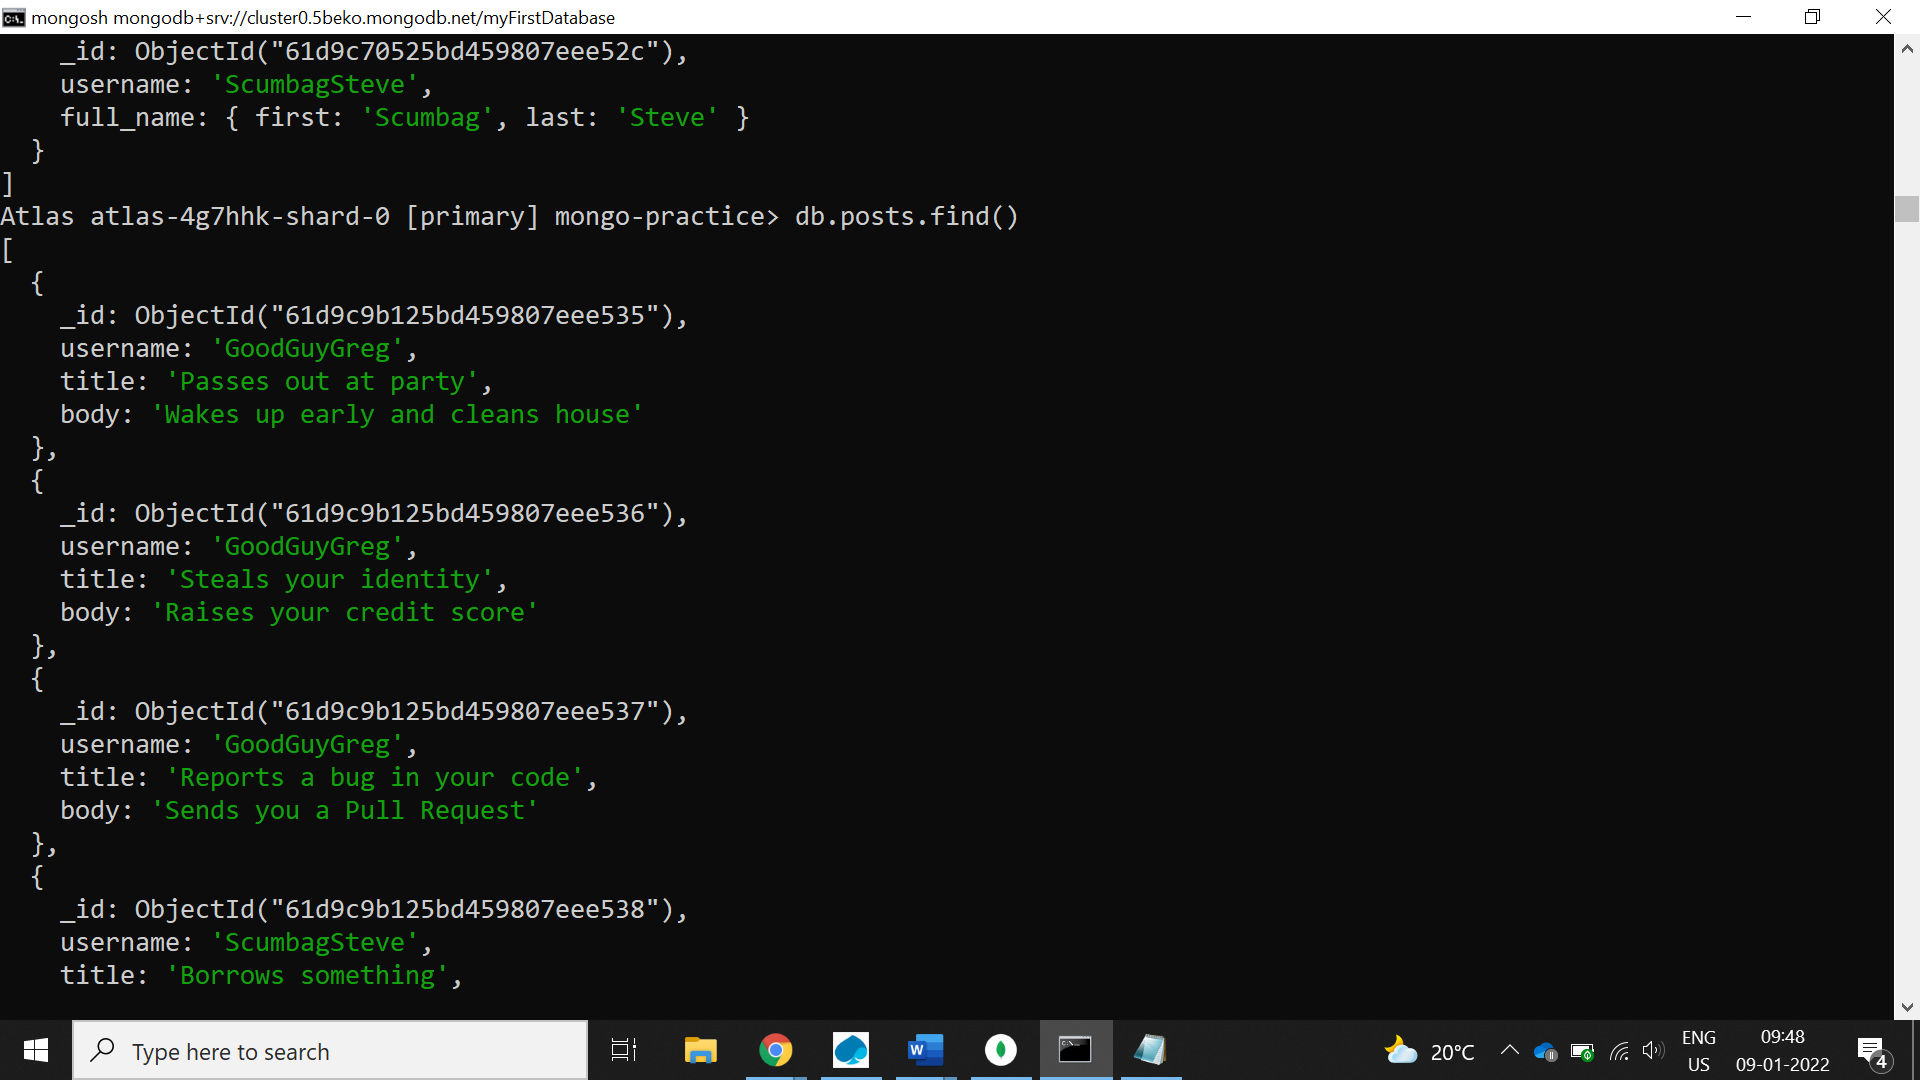 mongosh mongodb+srv://cluster0.5beko.mongodb.net/myFirstDatabase
_id: ObjectId("61d9c70525bd459807eee52c"),
username: 'ScumbagSteve',
full_name: { first: 'Scumbag', last: 'Steve' }
}
]
Atlas atlas-4g7hhk-shard-0 [primary] mongo-practice> db.posts.find()
[
{
_id: ObjectId("61d9c9b125bd459807eee535"),
username: 'GoodGuyGreg',
title: 'Passes out at party',
body: 'Wakes up early and cleans house'
},
{
_id: ObjectId("61d9c9b125bd459807eee536"),
username: 'GoodGuyGreg',
title: 'Steals your identity',
body: 'Raises your credit score'
},
{
_id: ObjectId("61d9c9b125bd459807eee537"),
username: 'GoodGuyGreg',
title: 'Reports a bug in your code',
body: 'Sends you a Pull Request'
},
{
_id: ObjectId("61d9c9b125bd459807eee538"),
username: 'ScumbagSteve',
title: 'Borrows something',
Type here to search
W
20°C
ENG
US
09:48
09-01-2022
4